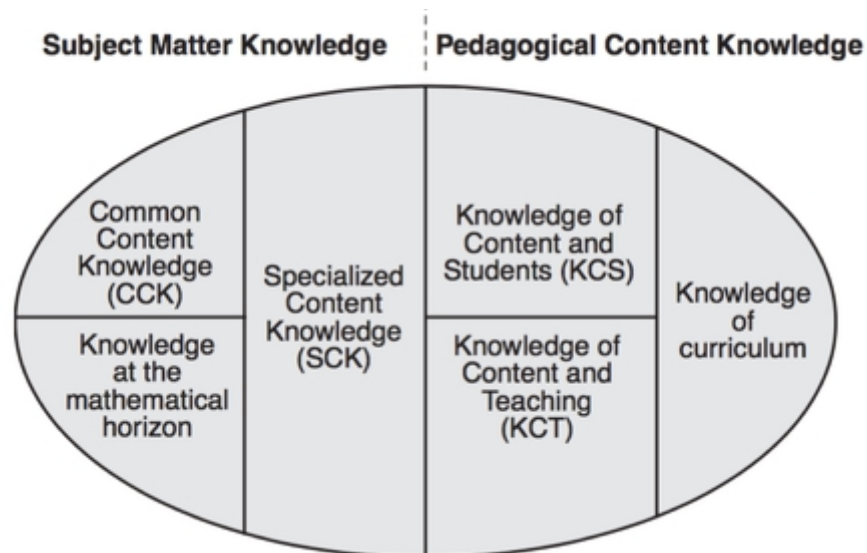 Subject Matter Knowledge
Pedagogical Content Knowledge
Common
Content
Knowledge
(CCK)
Knowledge
at the
mathematical
horizon
Specialized
Content
Knowledge
(SCK)
Knowledge of
Content and
Students (KCS)
Knowledge of
Content and
Teaching
(KCT)
Knowledge
of
curriculum